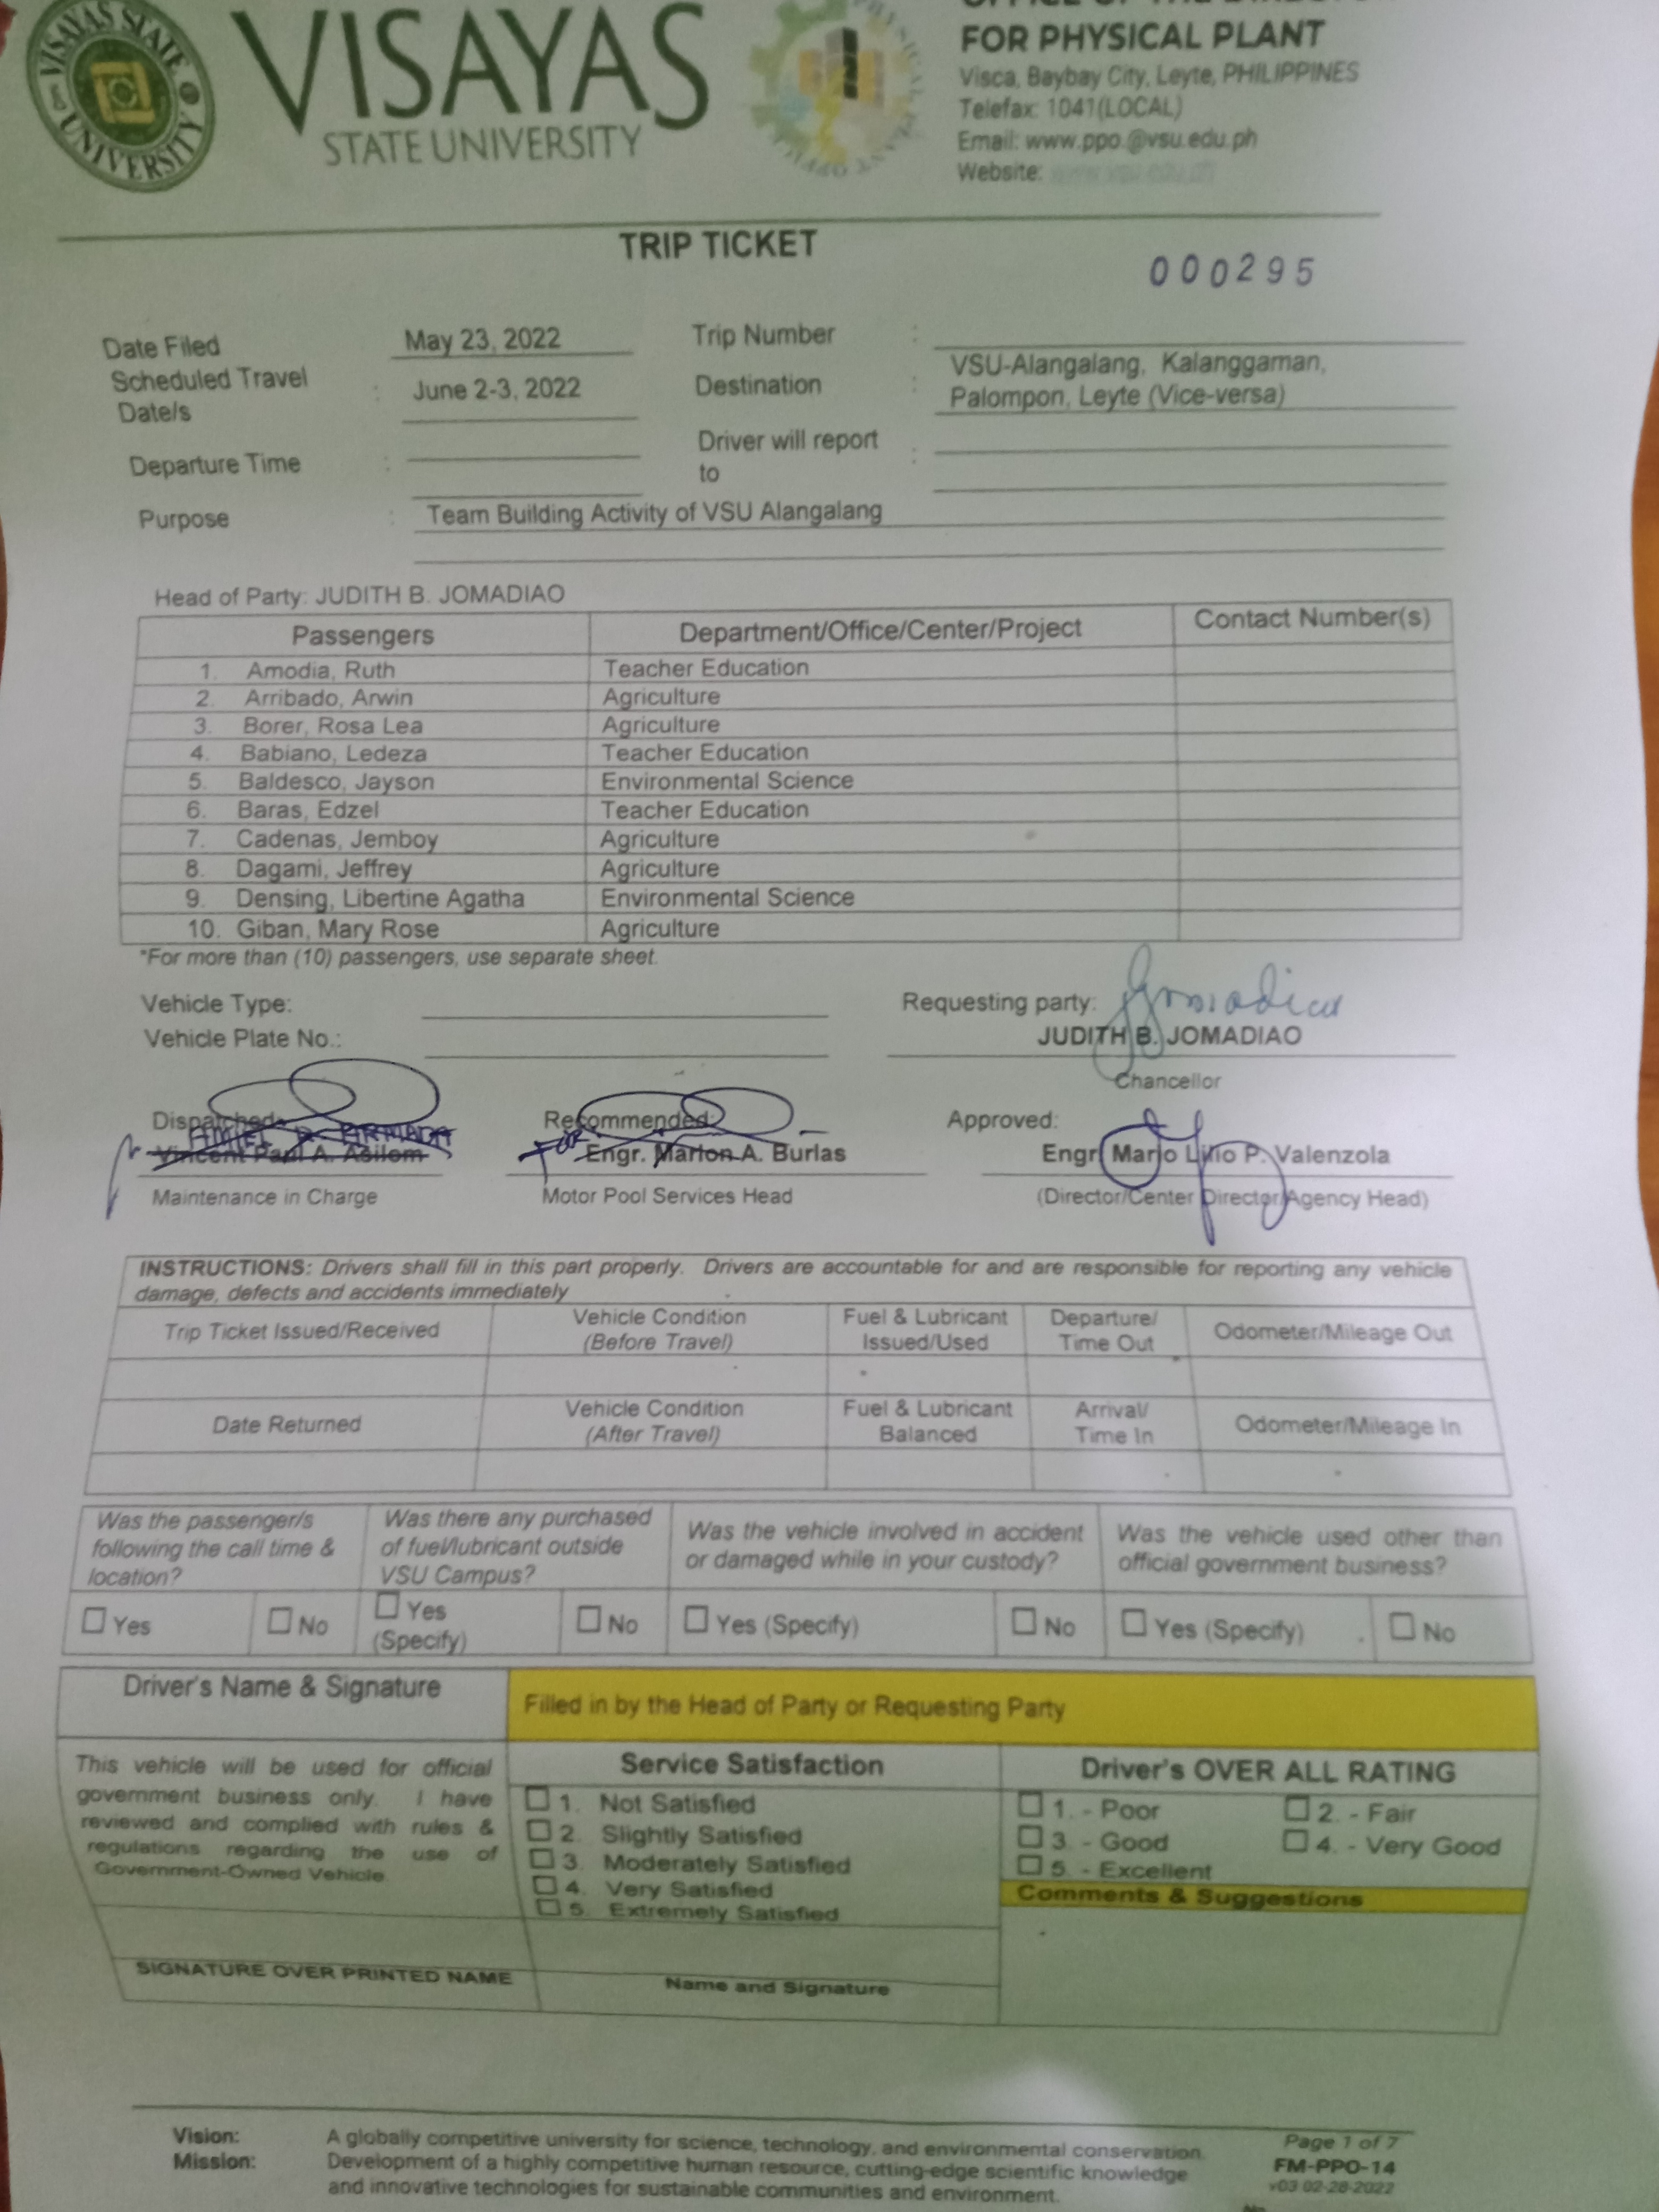 VISAYAS STATE UNIVERSITY
VISAYAS
STATE UNIVERSITY
OFFICE OF THE
FOR PHYSICAL PLANT
Visca, Baybay City, Leyte, PHILIPPINES
Telefax: 1041(LOCAL)
Email: www.ppo.@vsu.edu.ph
Website:
TRIP TICKET
000295
Date Filed May 23, 2022 Trip Number :
Scheduled Travel Date/s : June 2-3, 2022 Destination : VSU-Alangalang, Kalanggaman,
Palompon, Leyte (Vice-versa)
Departure Time : Driver will report to :
Purpose : Team Building Activity of VSU Alangalang
Head of Party: JUDITH B. JOMADIAO
Passengers Department/Office/Center/Project Contact Number(s)
1. Amodia, Ruth Teacher Education
2. Arribado, Arwin Agriculture
3. Borer, Rosa Lea Agriculture
4. Babiano, Ledeza Teacher Education
5. Baldesco, Jayson Environmental Science
6. Baras, Edzel Teacher Education
7. Cadenas, Jemboy Agriculture
8. Dagami, Jeffrey Agriculture
9. Densing, Libertine Agatha Environmental Science
10. Giban, Mary Rose Agriculture
*For more than (10) passengers, use separate sheet.
Vehicle Type: Requesting party: Jomadiao
Vehicle Plate No.: JUDITH B. JOMADIAO
Chancellor
Dispatched: Recommended: Approved:
AMIEL R. ARMADA
Vincent Paul A. Asilom For Engr. Marlon A. Burlas Engr. Mario Lilio P. Valenzola
Maintenance in Charge Motor Pool Services Head (Director/Center Director/Agency Head)
INSTRUCTIONS: Drivers shall fill in this part properly. Drivers are accountable for and are responsible for reporting any vehicle
damage, defects and accidents immediately
Trip Ticket Issued/Received Vehicle Condition (Before Travel) Fuel & Lubricant Issued/Used Departure/ Time Out Odometer/Mileage Out
Date Returned Vehicle Condition (After Travel) Fuel & Lubricant Balanced Arrival/ Time In Odometer/Mileage In
Was the passenger/s following the call time & location? Was there any purchased of fuel/lubricant outside VSU Campus? Was the vehicle involved in accident or damaged while in your custody? Was the vehicle used other than official government business?
Yes No Yes (Specify) No Yes (Specify) No Yes (Specify) No
Driver's Name & Signature Filled in by the Head of Party or Requesting Party
This vehicle will be used for official
government business only. I have
reviewed and complied with rules &
regulations regarding the use of
Government-Owned Vehicle.
SIGNATURE OVER PRINTED NAME
Service Satisfaction
1. Not Satisfied
2. Slightly Satisfied
3. Moderately Satisfied
4. Very Satisfied
5. Extremely Satisfied
Name and Signature
Driver's OVER ALL RATING
1. - Poor 2. - Fair
3. - Good 4. - Very Good
5. - Excellent
Comments & Suggestions
Vision: A globally competitive university for science, technology, and environmental conservation.
Mission: Development of a highly competitive human resource, cutting-edge scientific knowledge
and innovative technologies for sustainable communities and environment.
Page 1 of 7
FM-PPO-14
v03 02-28-2022
No.